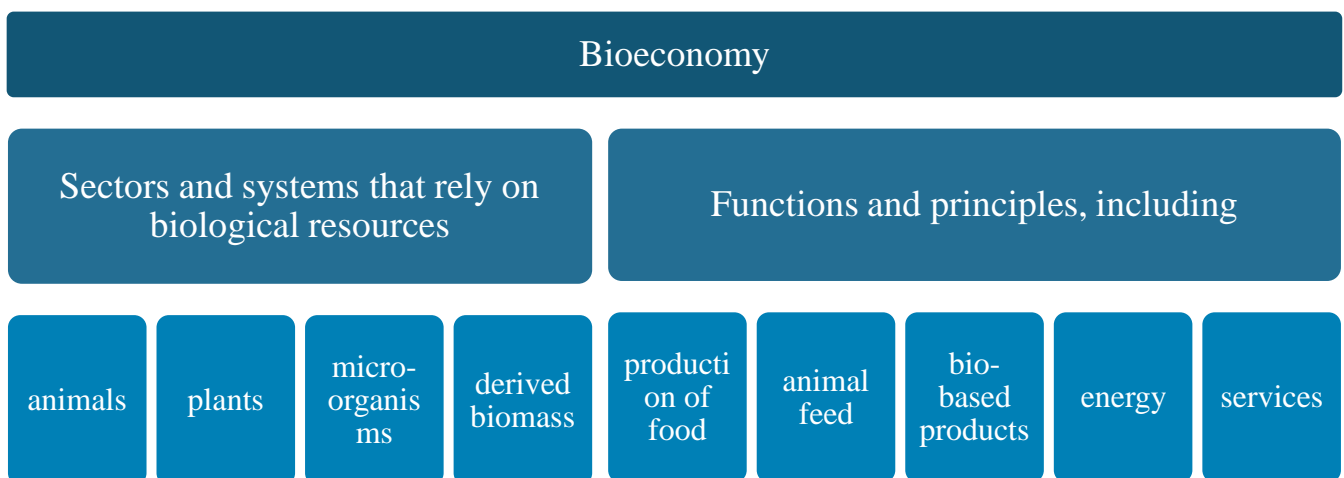 Bioeconomy
Sectors and systems that rely on
biological resources
Functions and principles, including
animals
plants
micro-
organis
ms
derived
biomass
producti
on of
food
animal
feed
bio-
based
products
energy
services